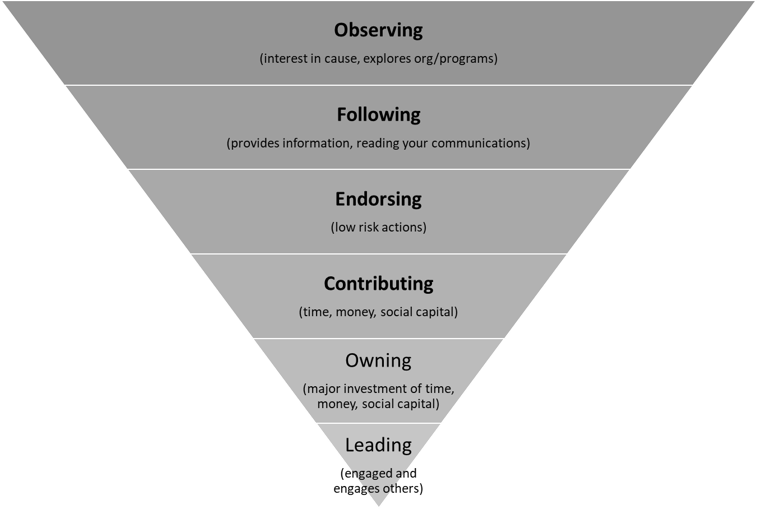 Observing
(interest in cause, explores org/programs)
Following
(provides information, reading your communications)
Endorsing
(low risk actions)
Contributing
(time, money, social capital)
Owning
(major investment of time,
money, social capital)
Leading
(engaged and
engages others)